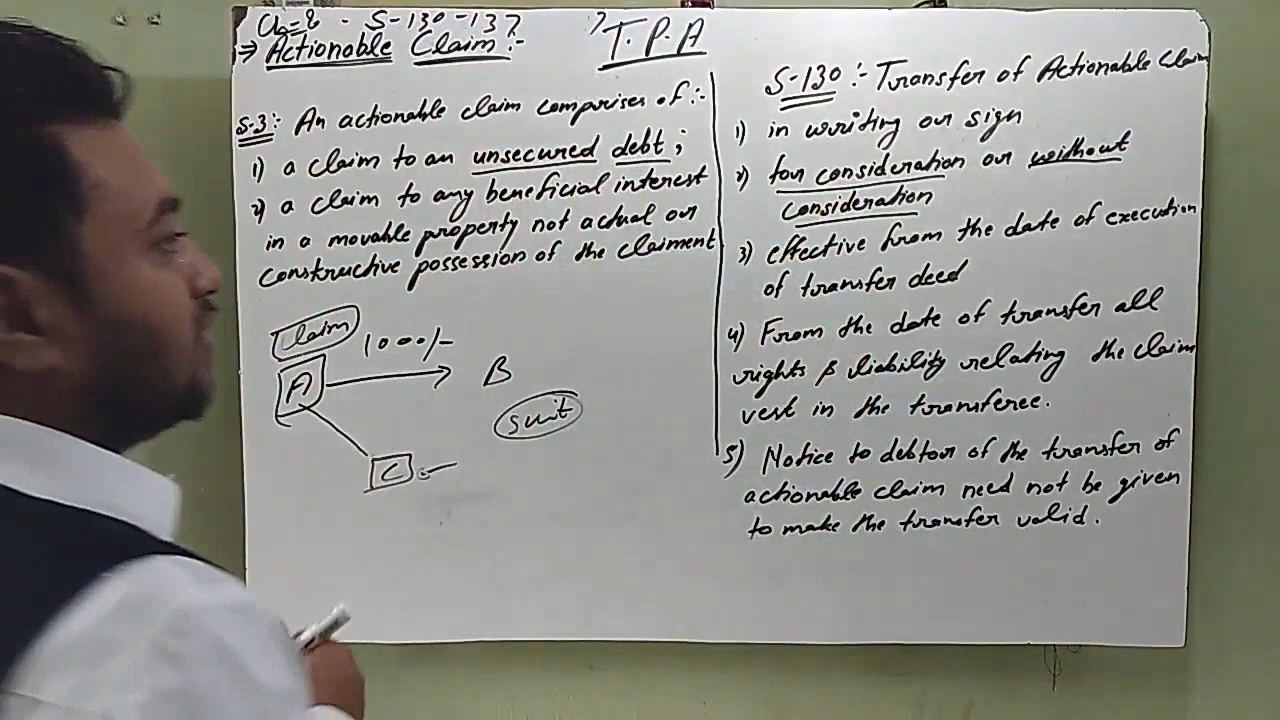 Ch=8 - S-130-137
⇒ Actionable Claim :-
T.P.A
S.3:- An actionable claim comprises of :-
1) a claim to an unsecured debt ;
2) a claim to any beneficial interest
in a movable property not actual or
constructive possession of the claiment
Claim
1000/-
A
B
suit
C
S-130 :- Transfer of Actionable Claim
1) in writing or sign
2) for consideration or without
consideration
3) effective from the date of execution
of transfer deed
4) From the date of transfer all
rights & liability relating the claim
vest in the transferee.
5) Notice to debtor of the transfer of
actionable claim need not be given
to make the transfer valid.